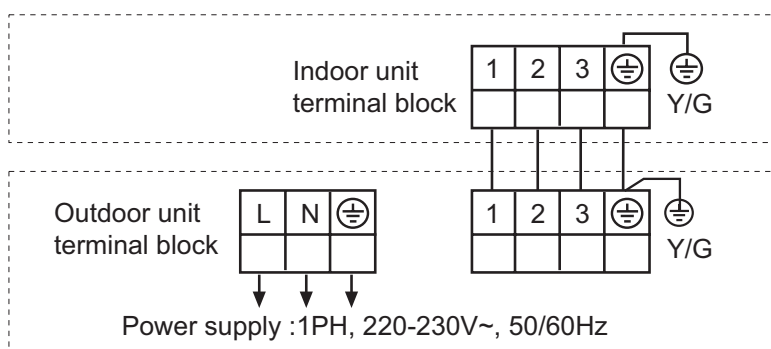 Indoor unit
terminal block
1 2 3
Y/G
Outdoor unit
terminal block
L N
1 2 3
Y/G
Power supply :1PH, 220-230V~, 50/60Hz